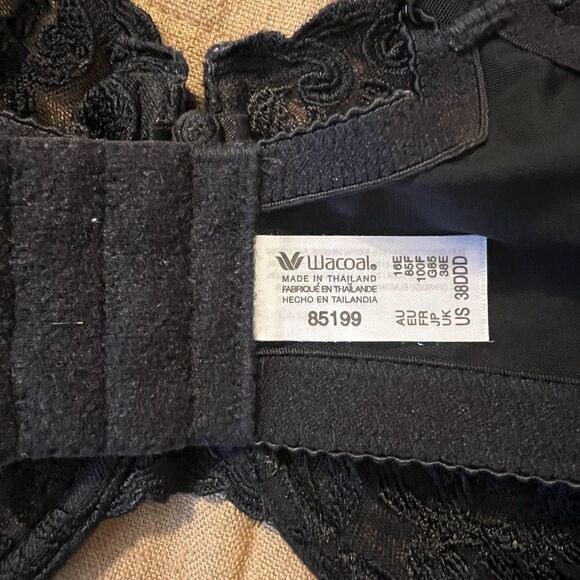 Wacoal®
MADE IN THAILAND
FABRIQUÉ EN THAÏLANDE
HECHO EN TAILANDIA
85199
AU 16E
EU 85F
FR 100F
JP G85
UK 38E
US 38DDD